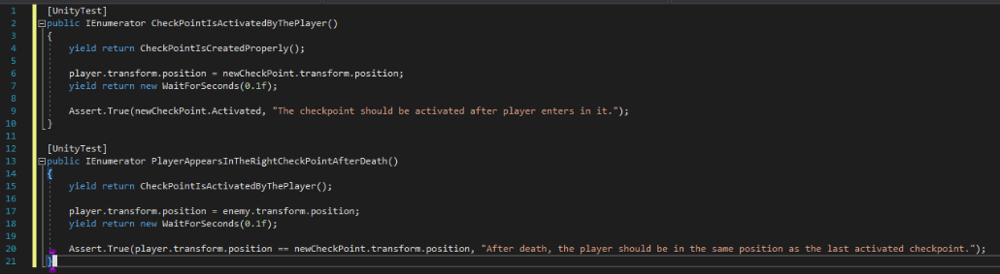 1 [UnityTest]
2 public IEnumerator CheckPointIsActivatedByThePlayer()
3 {
4 yield return CheckPointIsCreatedProperly();
5
6 player.transform.position = newCheckPoint.transform.position;
7 yield return new WaitForSeconds(0.1f);
8
9 Assert.True(newCheckPoint.Activated, "The checkpoint should be activated after player enters in it.");
10 }
11
12 [UnityTest]
13 public IEnumerator PlayerAppearsInTheRightCheckPointAfterDeath()
14 {
15 yield return CheckPointIsActivatedByThePlayer();
16
17 player.transform.position = enemy.transform.position;
18 yield return new WaitForSeconds(0.1f);
19
20 Assert.True(player.transform.position == newCheckPoint.transform.position, "After death, the player should be in the same position as the last activated checkpoint.");
21 }